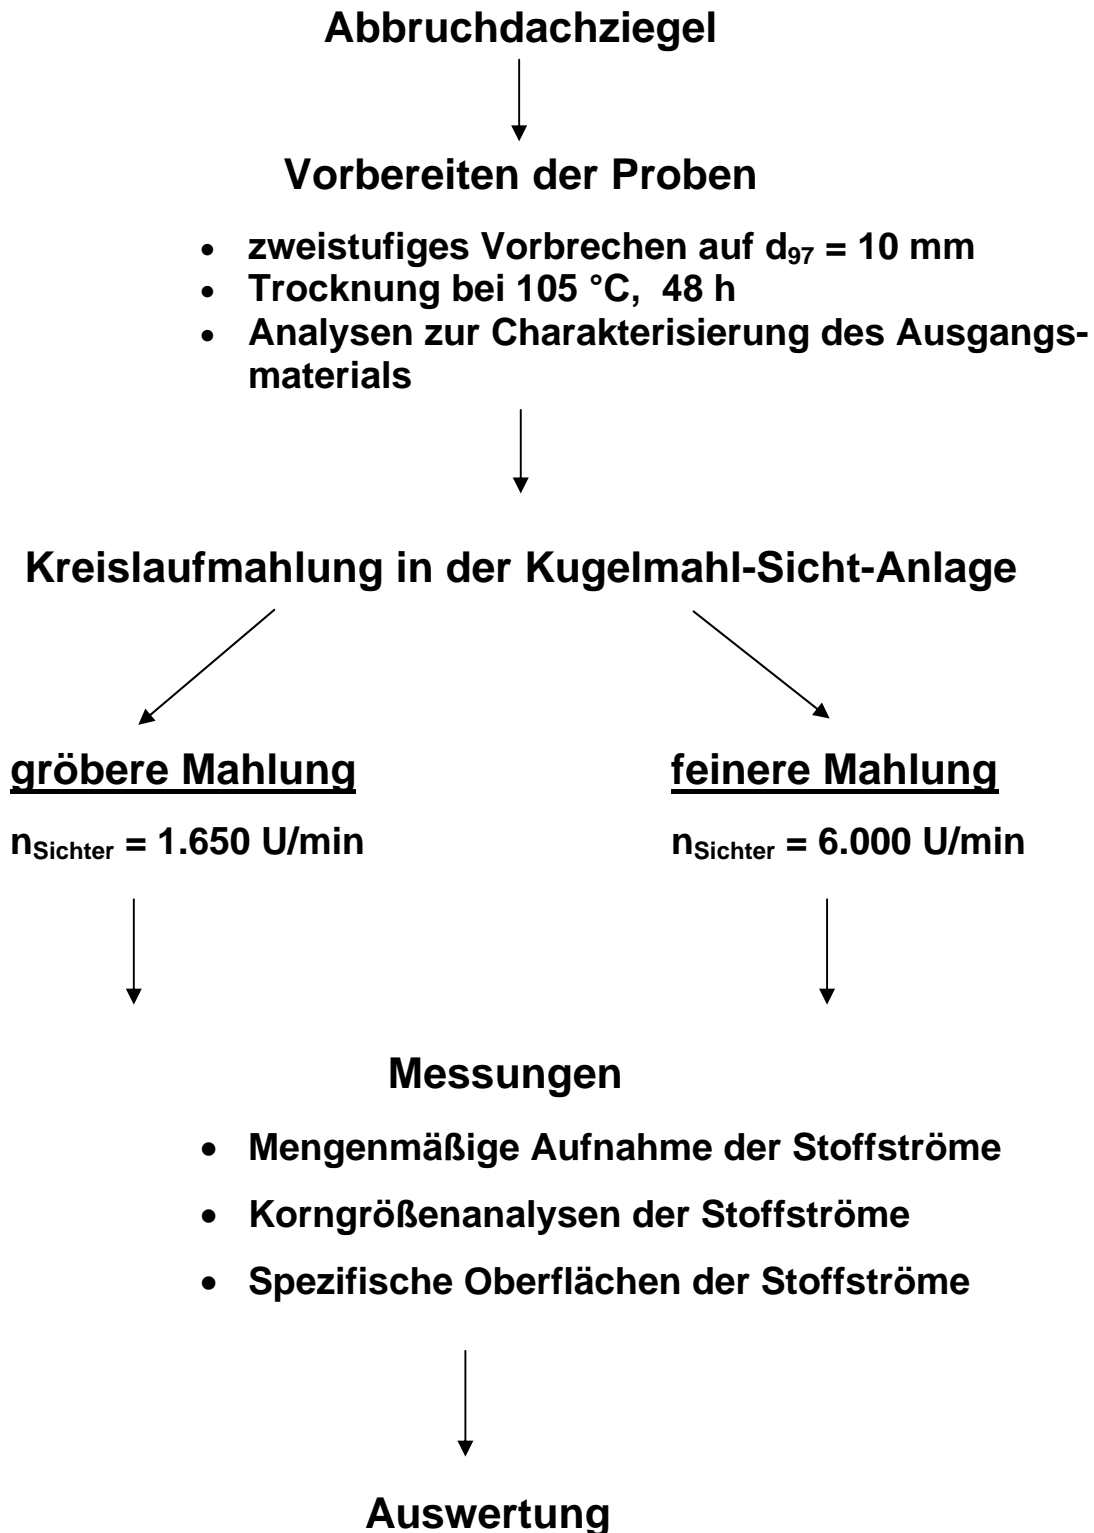 Abbruchdachziegel
Vorbereiten der Proben
• zweistufiges Vorbrechen auf d₉₇ = 10 mm
• Trocknung bei 105 °C, 48 h
• Analysen zur Charakterisierung des Ausgangs-
materials
Kreislaufmahlung in der Kugelmahl-Sicht-Anlage
gröbere Mahlung
n_Sichter = 1.650 U/min
feinere Mahlung
n_Sichter = 6.000 U/min
Messungen
• Mengenmäßige Aufnahme der Stoffströme
• Korngrößenanalysen der Stoffströme
• Spezifische Oberflächen der Stoffströme
Auswertung